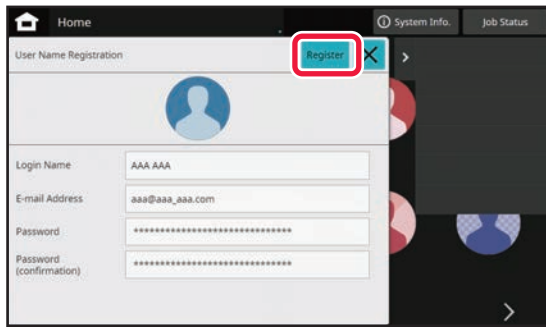 Home
System Info.
Job Status
User Name Registration
Register
Login Name
AAA AAA
E-mail Address
aaa@aaa_aaa.com
Password
********************************
Password
(confirmation)
********************************